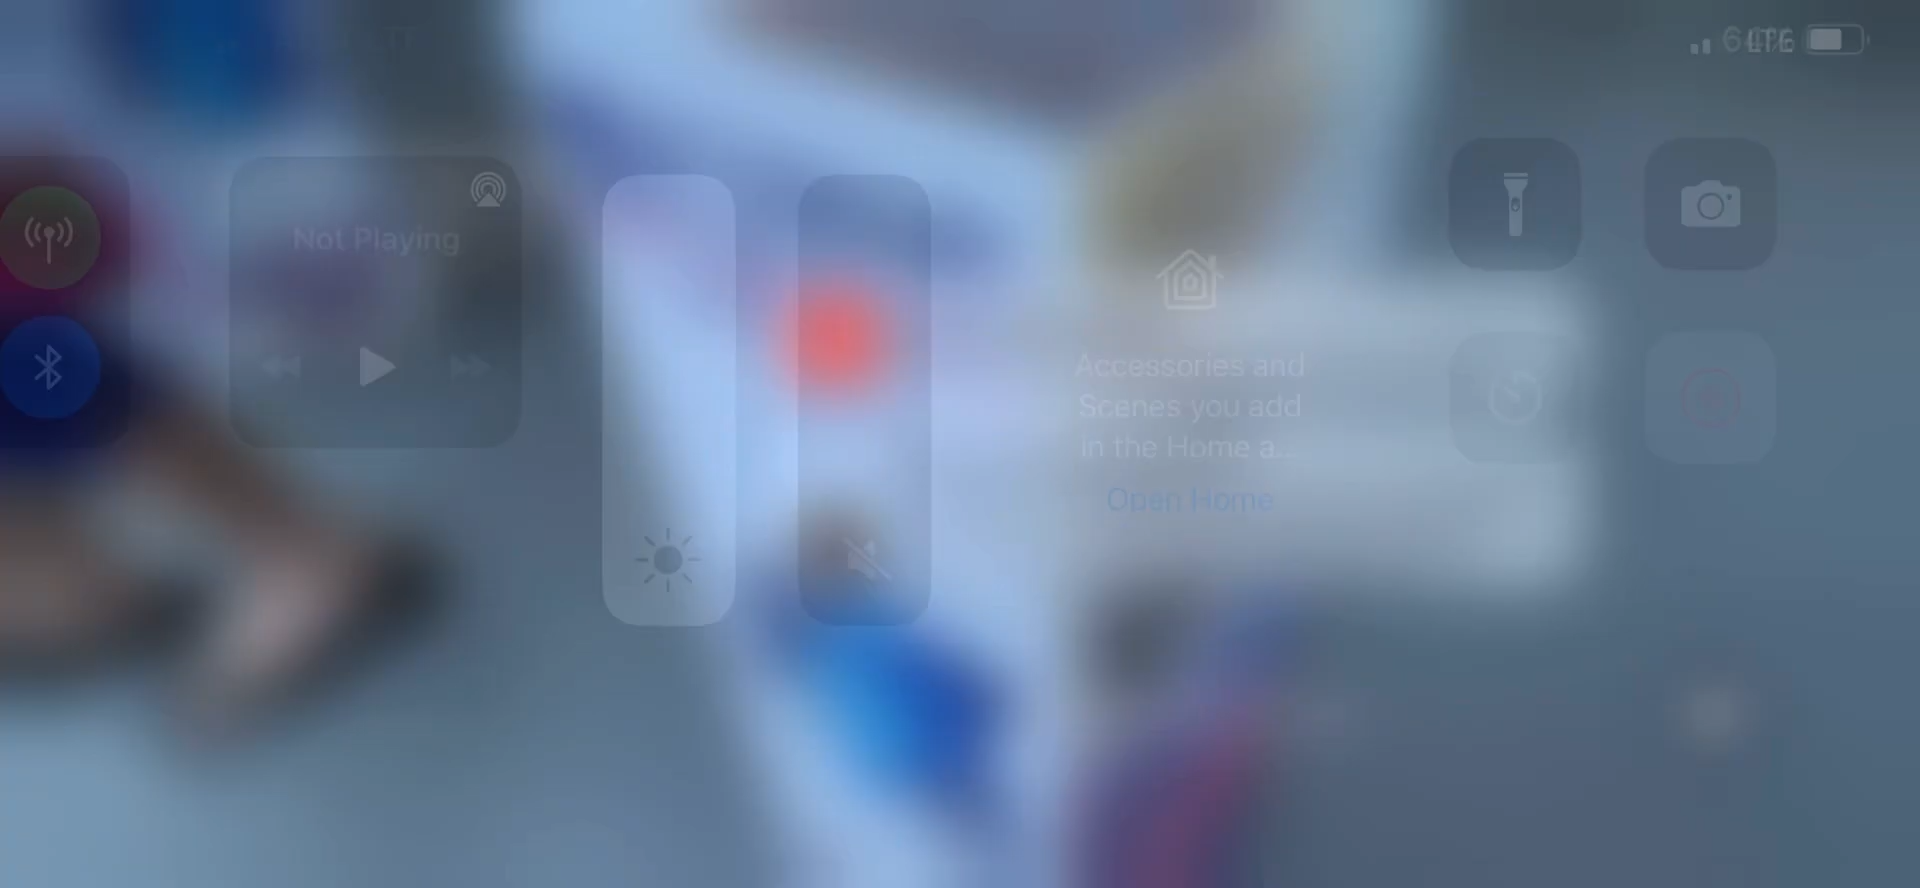 LTE
Not Playing
Accessories and
Scenes you add
in the Home a...
Open Home